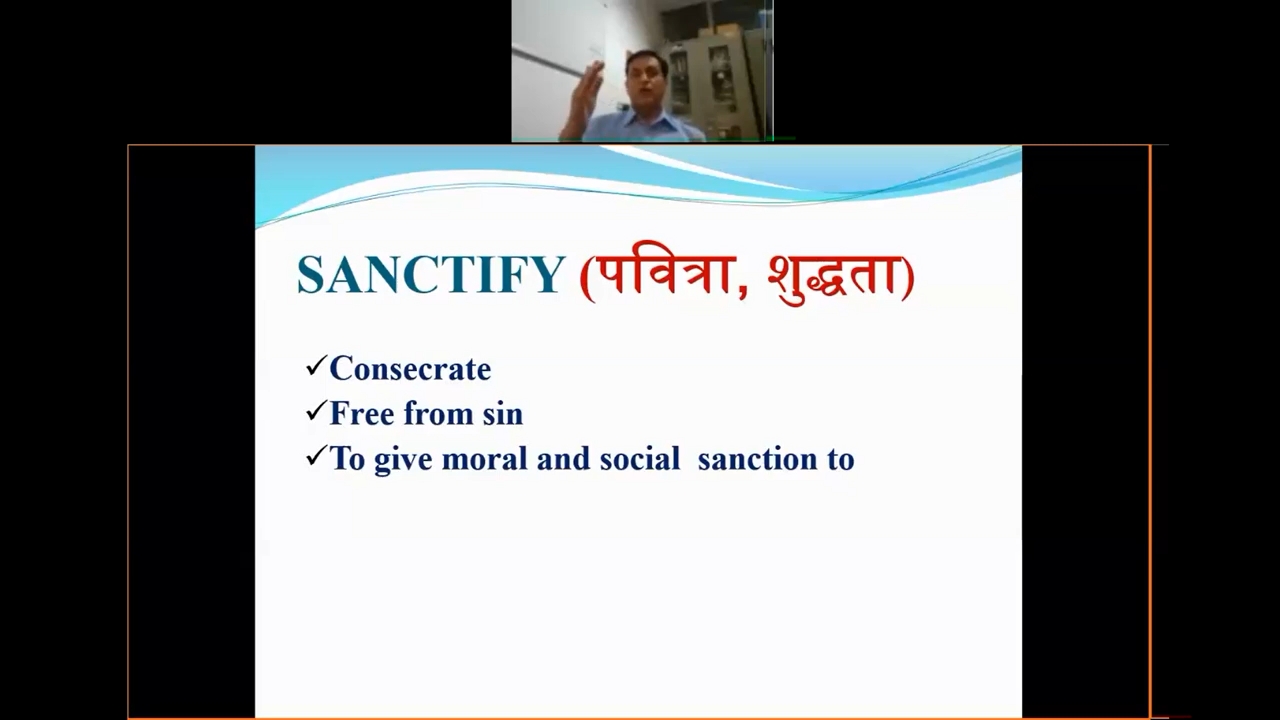 SANCTIFY (पवित्रा, शुद्धता)
✓Consecrate
✓Free from sin
✓To give moral and social sanction to